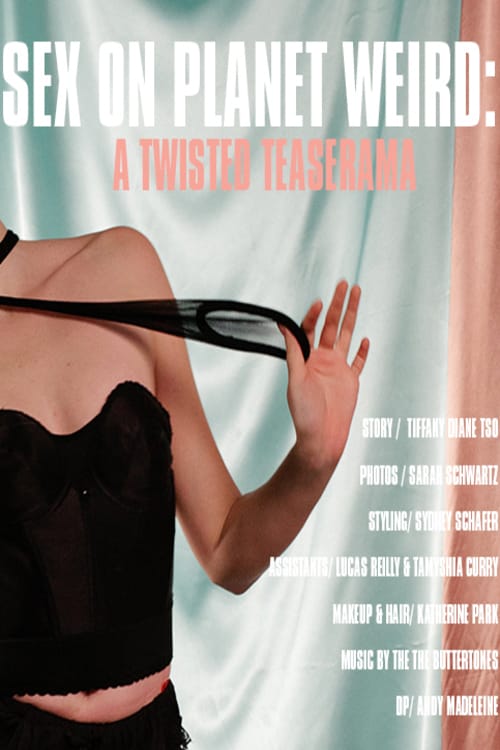 SEX ON PLANET WEIRD:
A TWISTED TEASERAMA
STORY / TIFFANY DIANE TSO
PHOTOS / SARAH SCHWARTZ
STYLING/ SYDNEY SCHAFER
ASSISTANTS/ LUCAS REILLY & TAMYSHIA CURRY
MAKEUP & HAIR/ KATHERINE PARK
MUSIC BY THE THE BUTTERTONES
DP/ ANDY MADELEINE